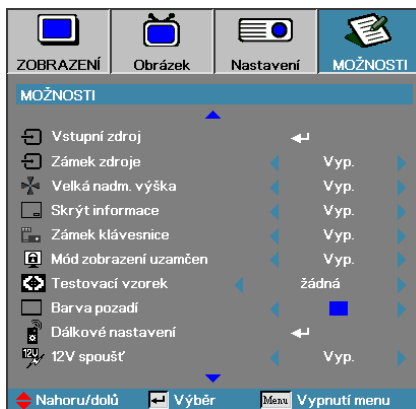 ZOBRAZENÍ Obrázek Nastavení MOŽNOSTI
MOŽNOSTI
Vstupní zdroj
Zámek zdroje Vyp.
Velká nadm. výška Vyp.
Skrýt informace Vyp.
Zámek klávesnice Vyp.
Mód zobrazení uzamčen Vyp.
Testovací vzorek žádná
Barva pozadí
Dálkové nastavení
12V 12V spoušť Vyp.
Nahoru/dolů Výběr Menu Vypnutí menu